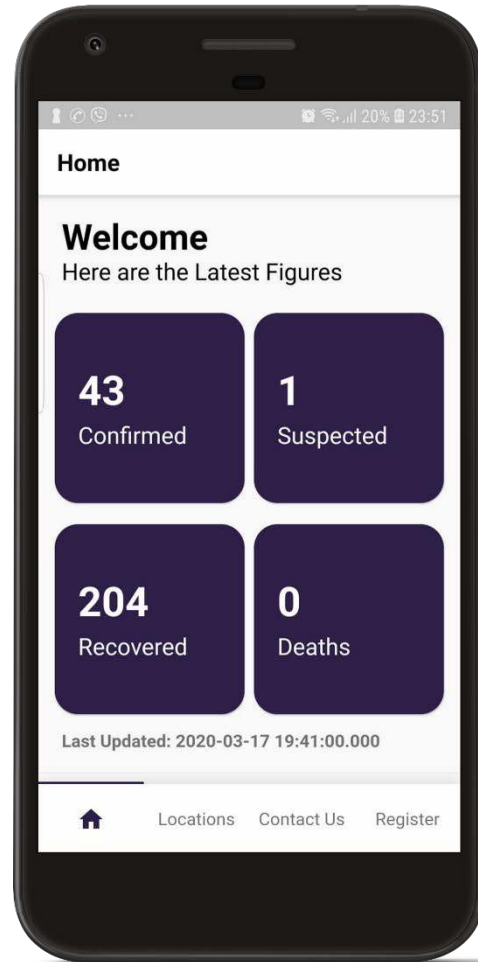 20% 23:51
Home
Welcome
Here are the Latest Figures
43
Confirmed
1
Suspected
204
Recovered
0
Deaths
Last Updated: 2020-03-17 19:41:00.000
Locations Contact Us Register